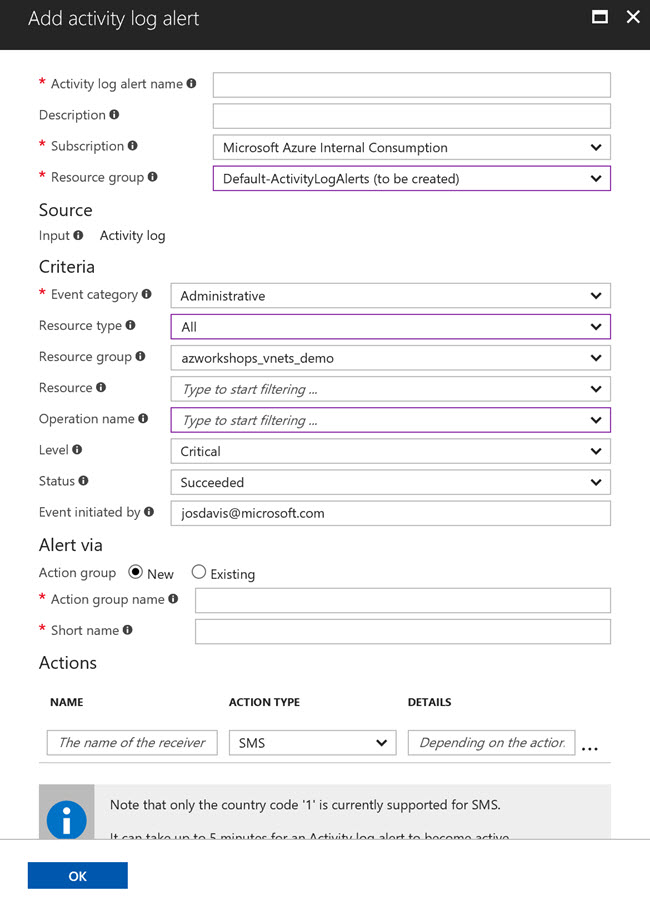 Add activity log alert
* Activity log alert name
Description
* Subscription Microsoft Azure Internal Consumption
* Resource group Default-ActivityLogAlerts (to be created)
Source
Input Activity log
Criteria
* Event category Administrative
Resource type All
Resource group azworkshops_vnets_demo
Resource Type to start filtering ...
Operation name Type to start filtering ...
Level Critical
Status Succeeded
Event initiated by josdavis@microsoft.com
Alert via
Action group New Existing
* Action group name
* Short name
Actions
NAME ACTION TYPE DETAILS
The name of the receiver SMS Depending on the action ...
Note that only the country code '1' is currently supported for SMS.
It can take up to 5 minutes for an Activity log alert to become active
OK